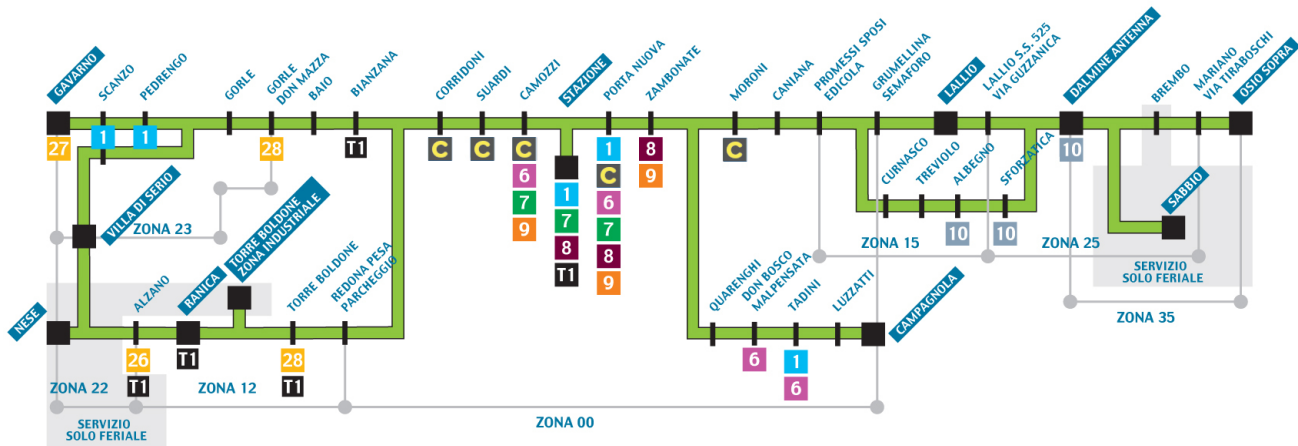 GAVARNO
SCANZO
PEDRENGO
GORLE
GORLE
DON MAZZA
BAIO
BIANZANA
CORRIDONI
SUARDI
CAMOZZI
STAZIONE
PORTA NUOVA
ZAMBONATE
MORONI
CANIANA
PROMESSI SPOSI
EDICOLA
GRUMELLINA
SEMAFORO
LALLIO
LALLIO S.S. 525
VIA GUZZANICA
DALMINE ANTENNA
BREMBO
MARIANO
VIA TIRABOSCHI
OSIO SOPRA
27
1
1
28
T1
C
C
C
6
7
9
1
7
8
T1
1
C
6
7
8
9
8
9
C
10
CURNASCO
TREVIOLO
ALBEGNO
SFORZATICA
10
10
SABBIO
VILLA DI SERIO
ZONA 23
TORRE BOLDONE
ZONA INDUSTRIALE
ZONA 15
ZONA 25
SERVIZIO
SOLO FERIALE
ZONA 35
NESE
ALZANO
RANICA
TORRE BOLDONE
REDONA PESA
PARCHEGGIO
QUARENGHI
DON BOSCO
MALPENSATA
TADINI
LUZZATTI
CAMPAGNOLA
26
T1
T1
28
T1
6
1
6
ZONA 22
ZONA 12
ZONA 00
SERVIZIO
SOLO FERIALE